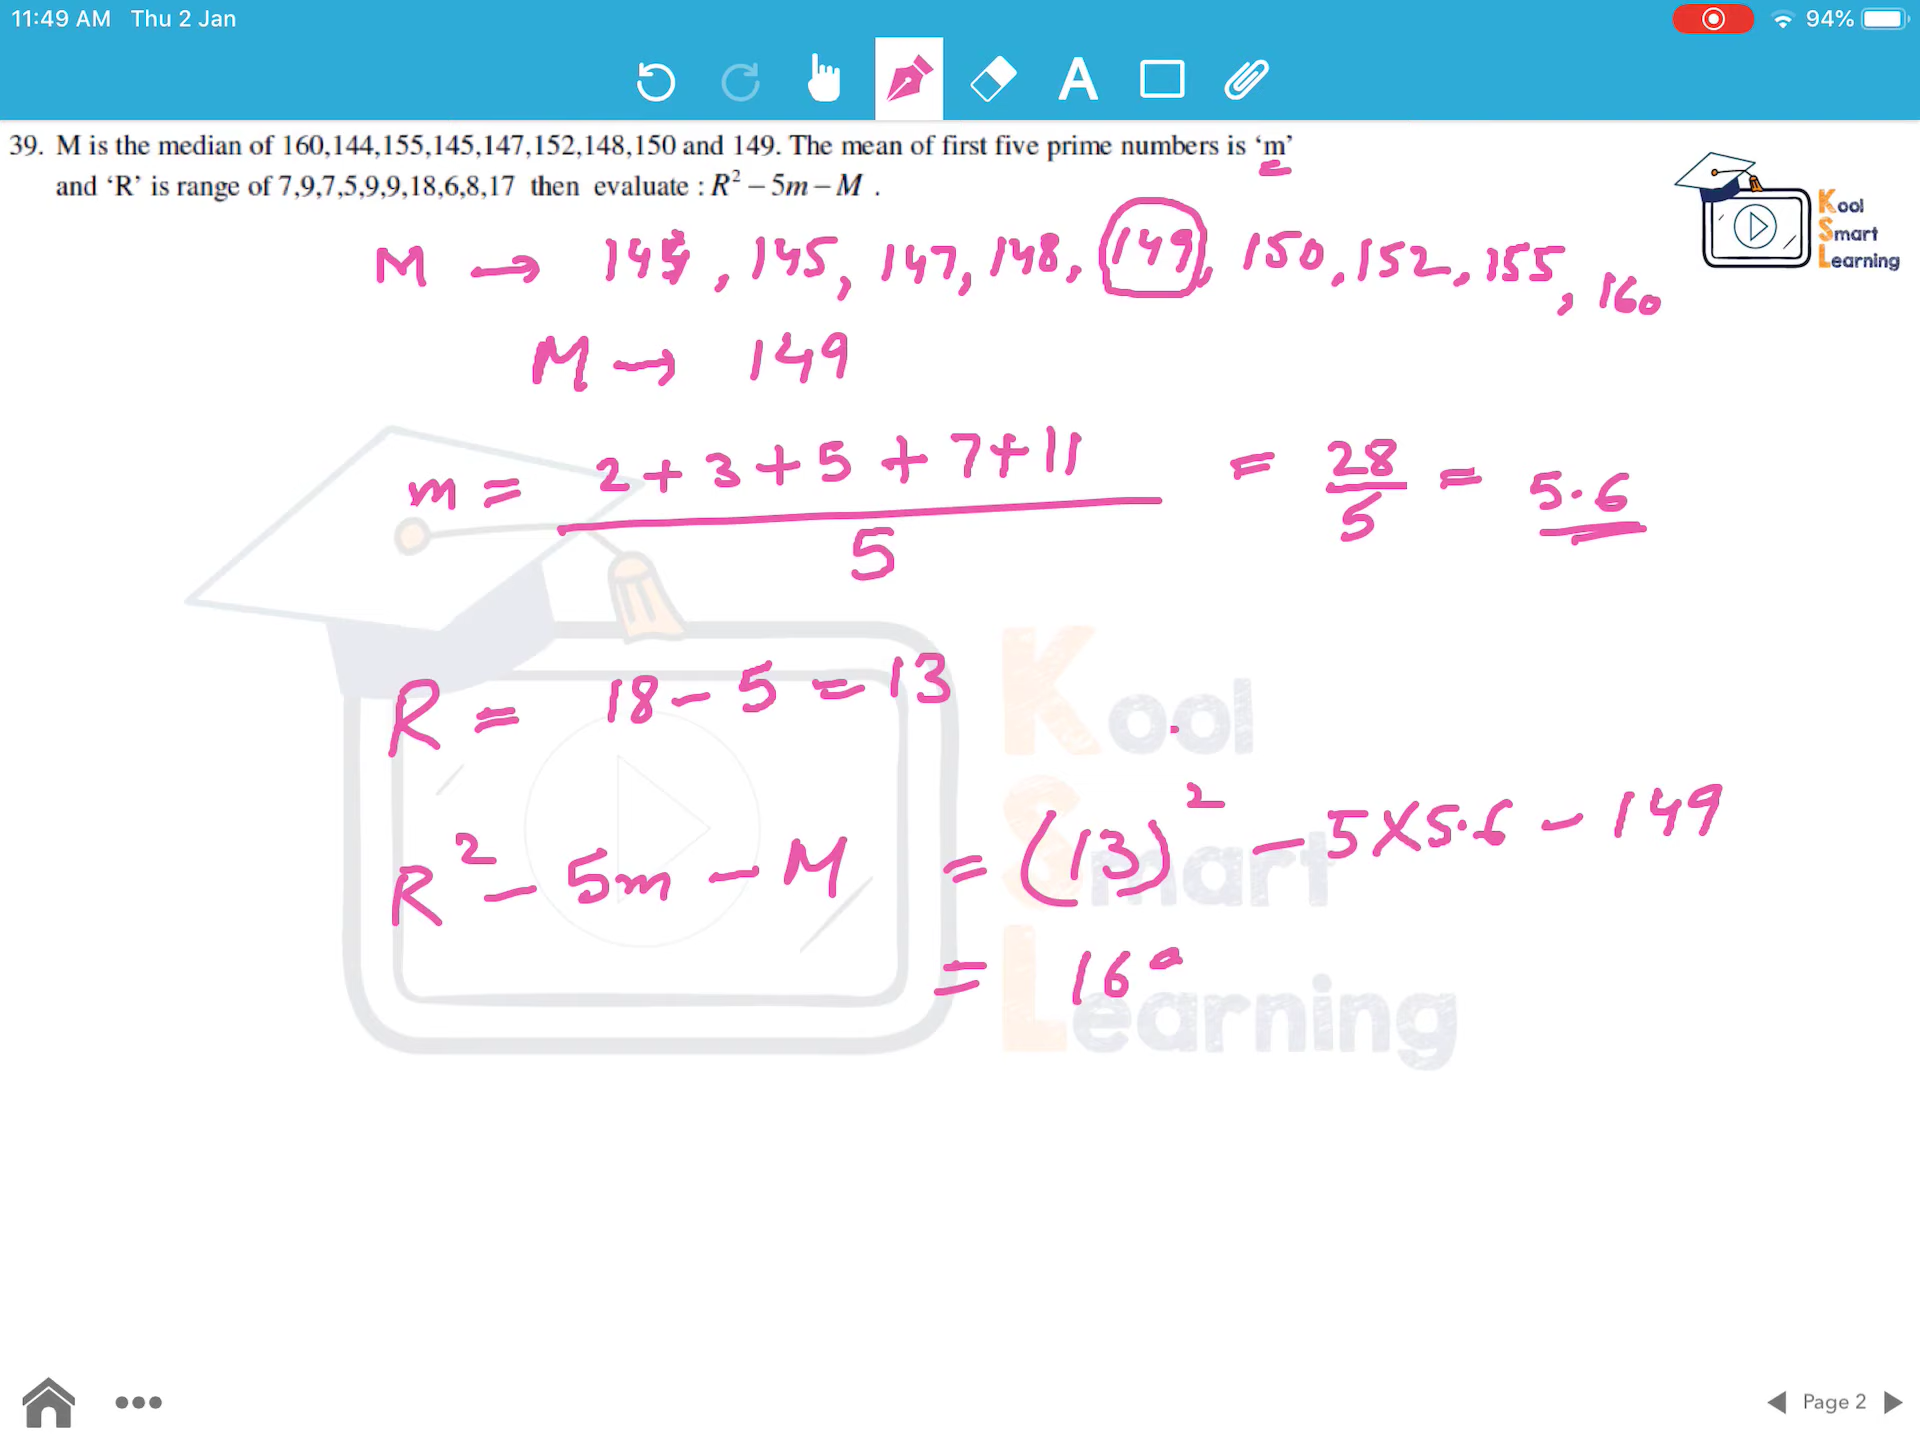 11:49 AM Thu 2 Jan 94%
39. M is the median of 160,144,155,145,147,152,148,150 and 149. The mean of first five prime numbers is ‘m’
and ‘R’ is range of 7,9,7,5,9,9,18,6,8,17 then evaluate : R² – 5m – M .
Kool
Smart
Learning
M → 144, 145, 147, 148, 149, 150, 152, 155, 160
M → 149
m = (2 + 3 + 5 + 7 + 11)/5 = 28/5 = 5.6
R = 18 - 5 = 13
R² - 5m - M = (13)² - 5×5.6 - 149
= 169
Kool
Smart
Learning
Page 2